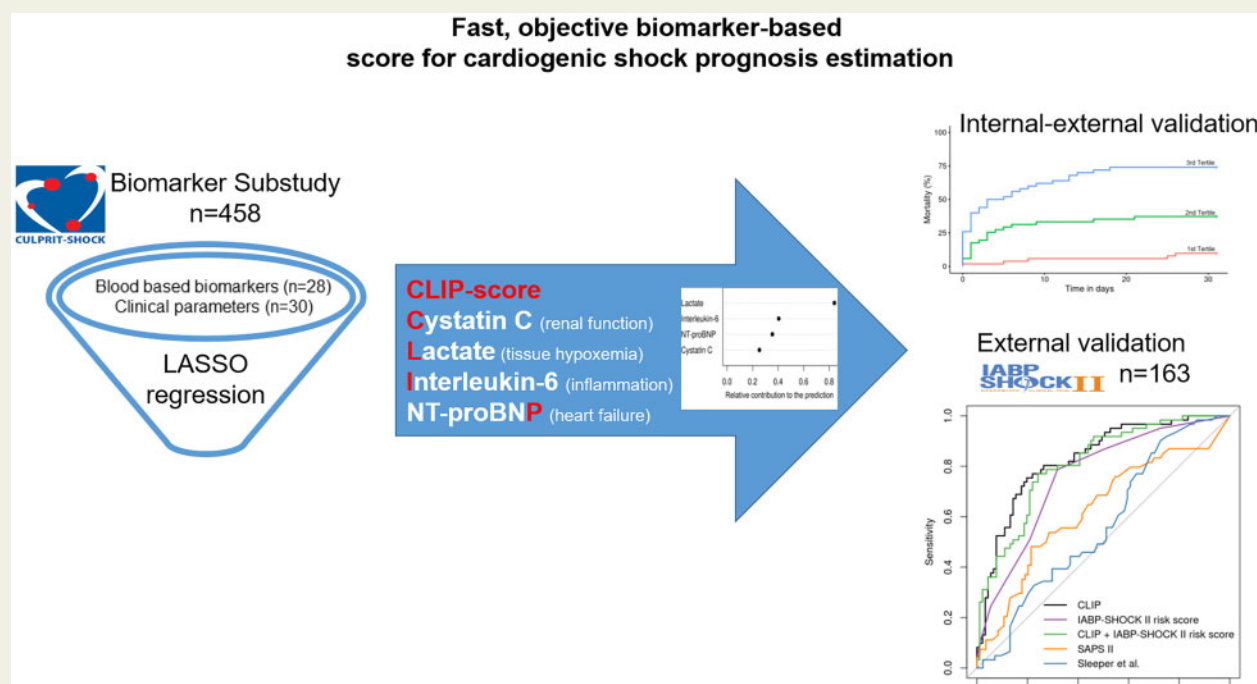 Fast, objective biomarker-based
score for cardiogenic shock prognosis estimation
CULPRIT-SHOCK
Biomarker Substudy
n=458
Blood based biomarkers (n=28)
Clinical parameters (n=30)
LASSO
regression
CLIP-score
Cystatin C (renal function)
Lactate (tissue hypoxemia)
Interleukin-6 (inflammation)
NT-proBNP (heart failure)
Lactate
Interleukin-6
NT-proBNP
Cystatin C
0.0 0.2 0.4 0.6 0.8
Relative contribution to the prediction
Internal-external validation
Mortality (%)
100
75
50
25
0
3rd Tertile
2nd Tertile
1st Tertile
0 10 20 30
Time in days
External validation
IABP
SHOCK II
n=163
Sensitivity
1.0
0.8
0.6
0.4
0.2
0.0
CLIP
IABP-SHOCK II risk score
CLIP + IABP-SHOCK II risk score
SAPS II
Sleeper et al.